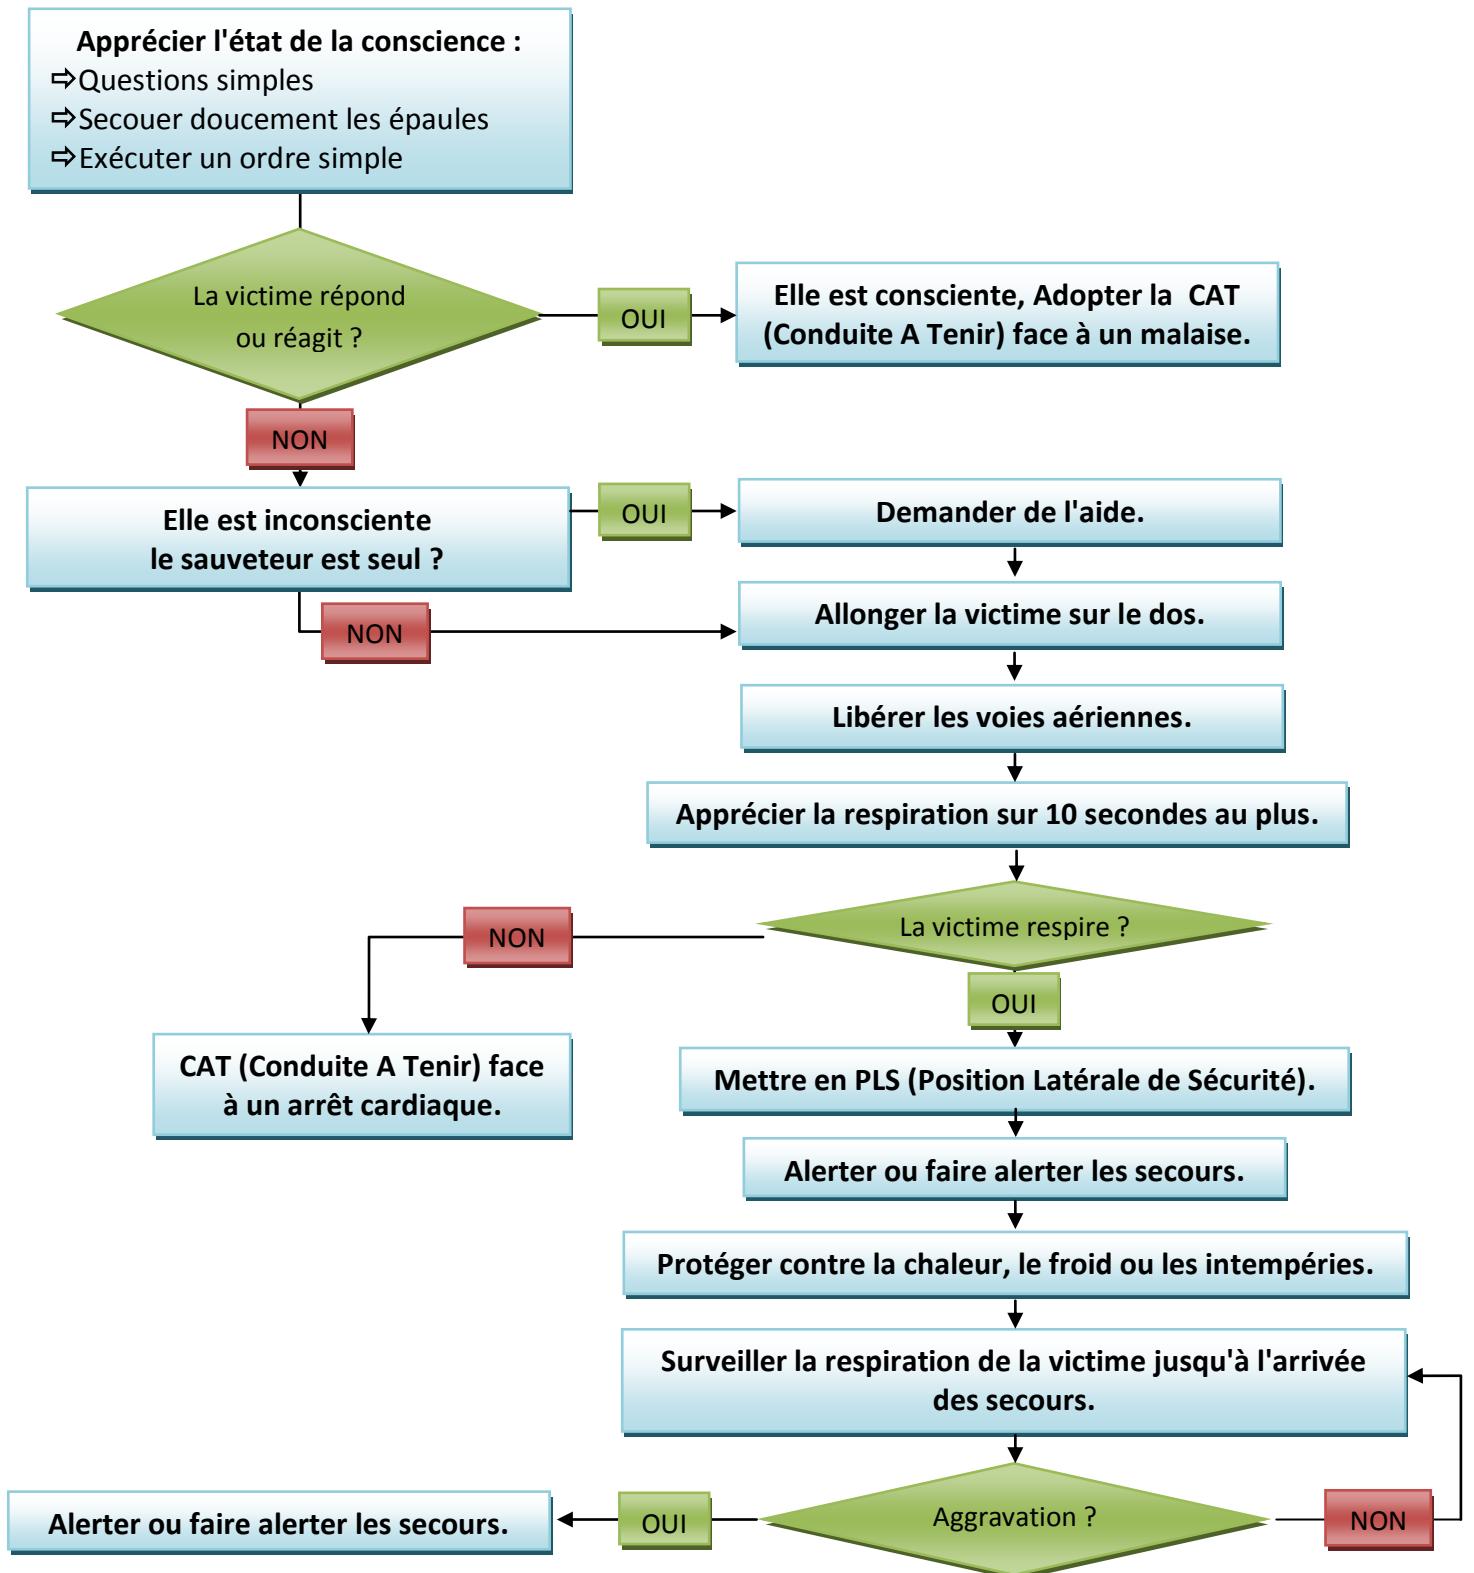 Apprécier l'état de la conscience :
⇨Questions simples
⇨Secouer doucement les épaules
⇨Exécuter un ordre simple
La victime répond
ou réagit ?
OUI
Elle est consciente, Adopter la CAT
(Conduite A Tenir) face à un malaise.
NON
Elle est inconsciente
le sauveteur est seul ?
OUI
Demander de l'aide.
NON
Allonger la victime sur le dos.
Libérer les voies aériennes.
Apprécier la respiration sur 10 secondes au plus.
La victime respire ?
NON
OUI
CAT (Conduite A Tenir) face
à un arrêt cardiaque.
Mettre en PLS (Position Latérale de Sécurité).
Alerter ou faire alerter les secours.
Protéger contre la chaleur, le froid ou les intempéries.
Surveiller la respiration de la victime jusqu'à l'arrivée
des secours.
Aggravation ?
OUI
NON
Alerter ou faire alerter les secours.